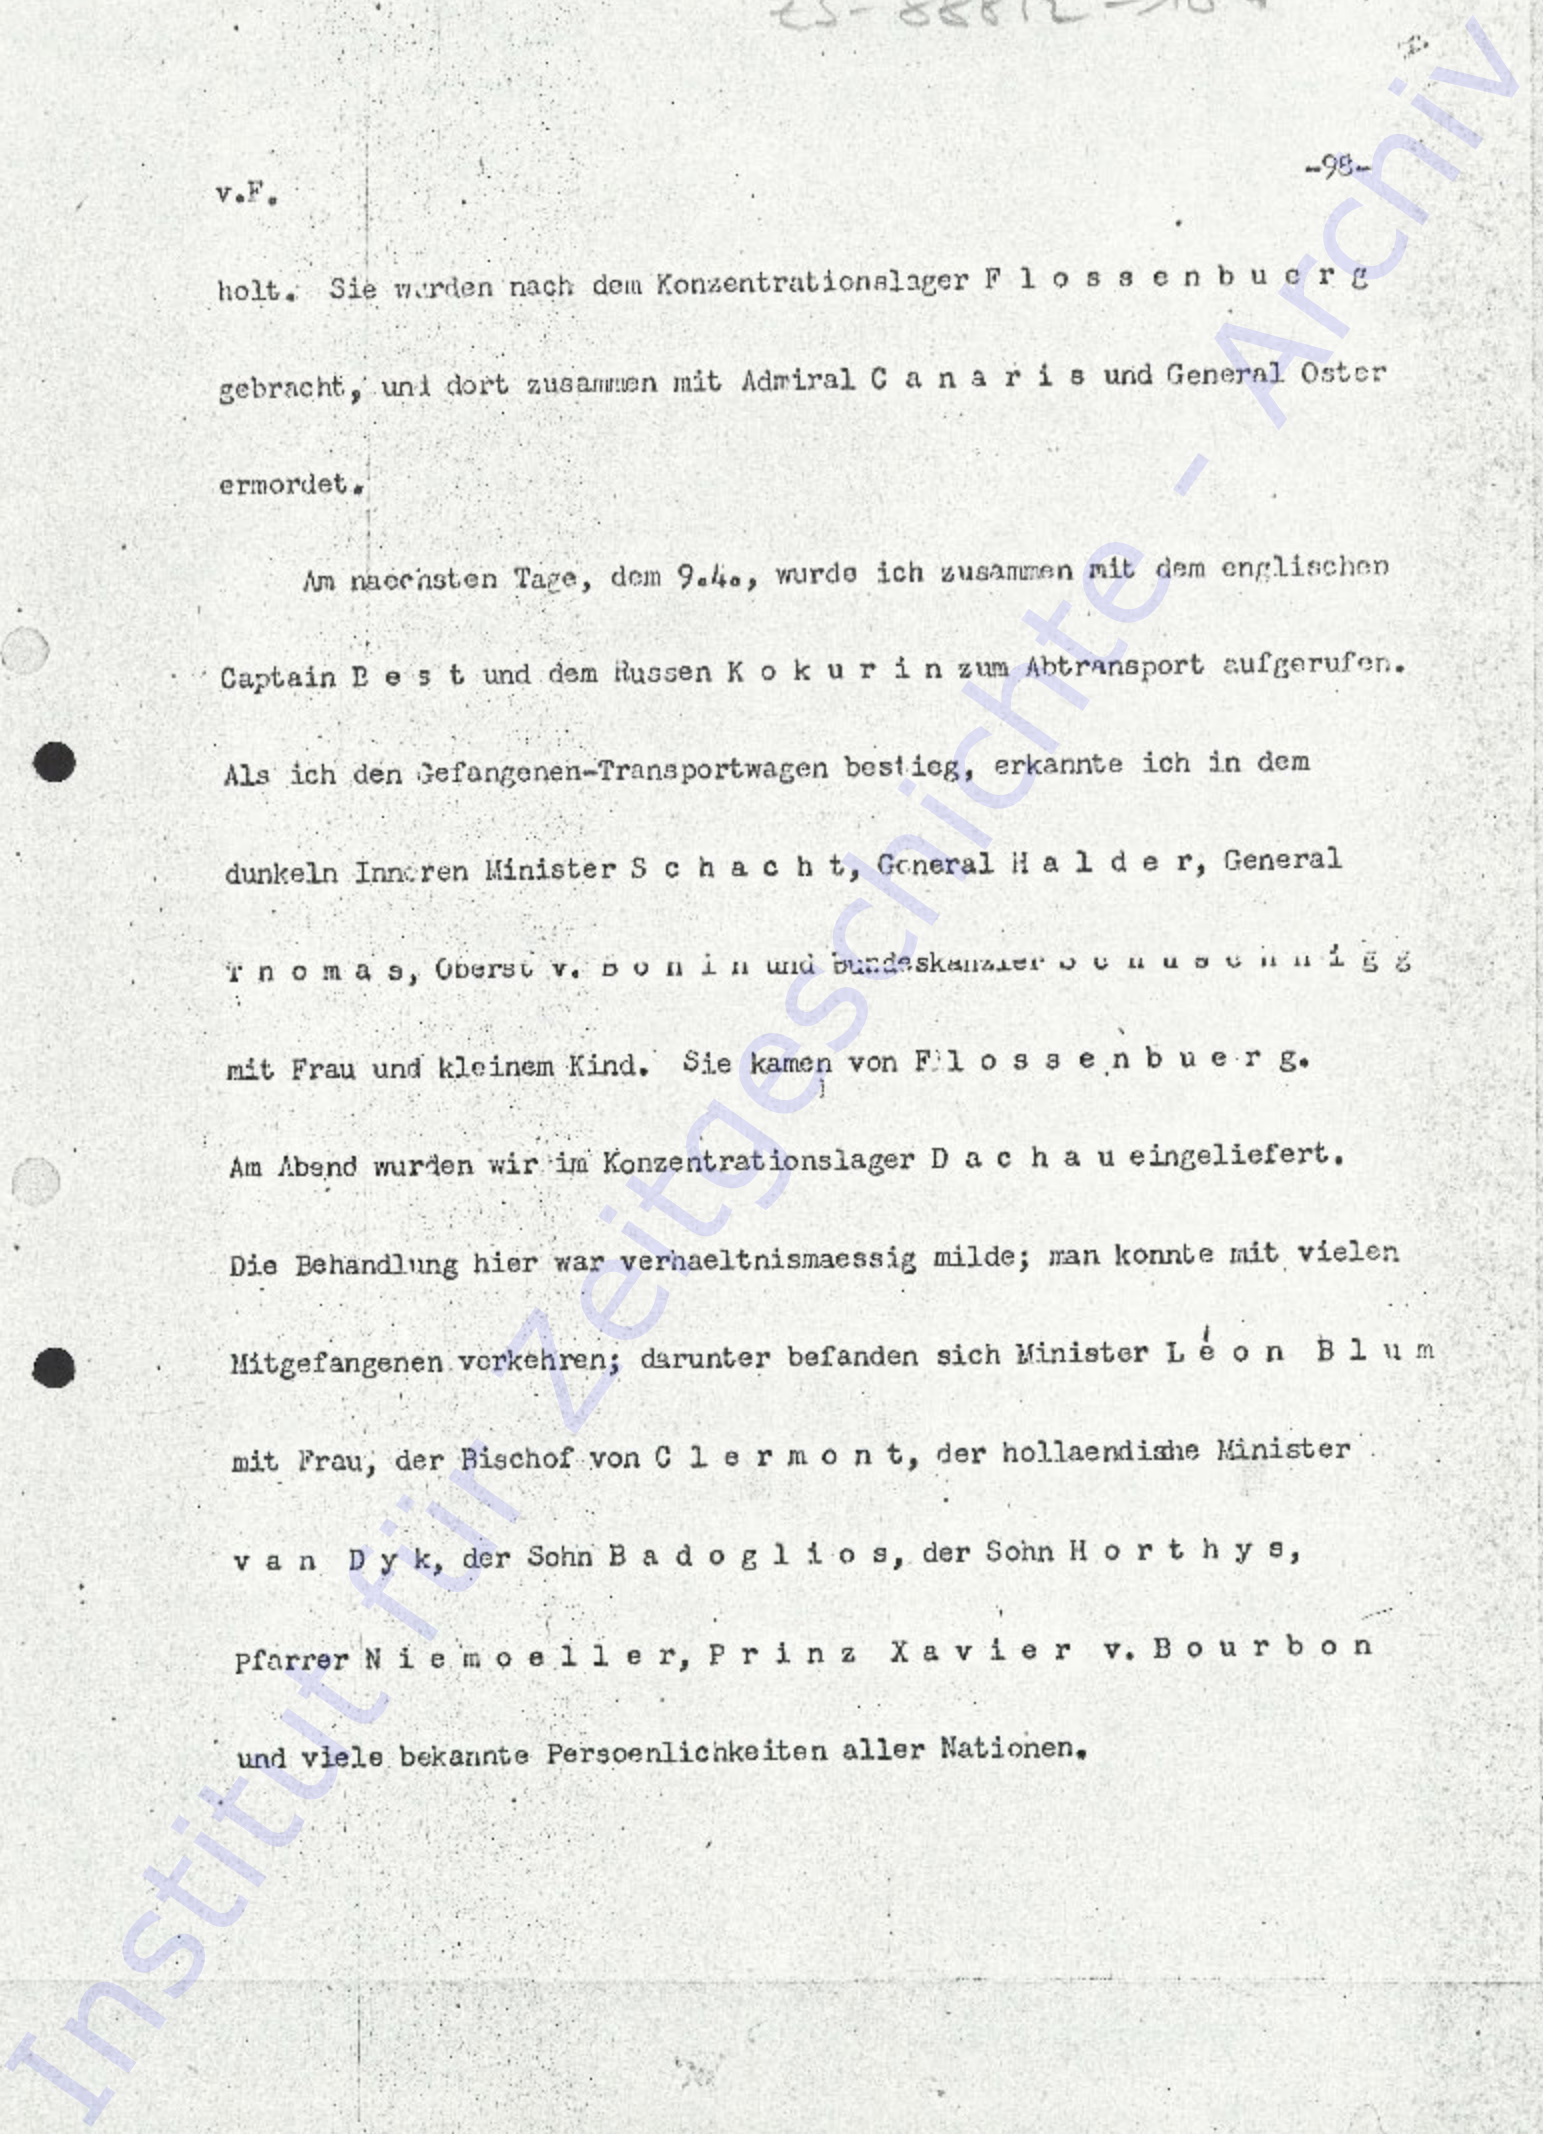 -98-
v.F.
holt. Sie wurden nach dem Konzentrationslager F l o s s e n b u e r g
gebracht, und dort zusammen mit Admiral C a n a r i s und General Oster
ermordet.
Am naechsten Tage, dem 9.4., wurde ich zusammen mit dem englischen
Captain B e s t und dem Russen K o k u r i n zum Abtransport aufgerufen.
Als ich den Gefangenen-Transportwagen bestieg, erkannte ich in dem
dunkeln Inneren Minister S c h a c h t, General H a l d e r, General
T h o m a s, Oberst v. B o n i n und Bundeskanzler S c h u s c h n i g g
mit Frau und kleinem Kind. Sie kamen von F l o s s e n b u e r g.
Am Abend wurden wir im Konzentrationslager D a c h a u eingeliefert.
Die Behandlung hier war verhaeltnismaessig milde; man konnte mit vielen
Mitgefangenen verkehren; darunter befanden sich Minister L é o n B l u m
mit Frau, der Bischof von C l e r m o n t, der hollaendische Minister
v a n D y k, der Sohn B a d o g l i o s, der Sohn H o r t h y s,
Pfarrer N i e m o e l l e r, P r i n z X a v i e r v. B o u r b o n
und viele bekannte Persoenlichkeiten aller Nationen.
Institut für Zeitgeschichte - Archiv